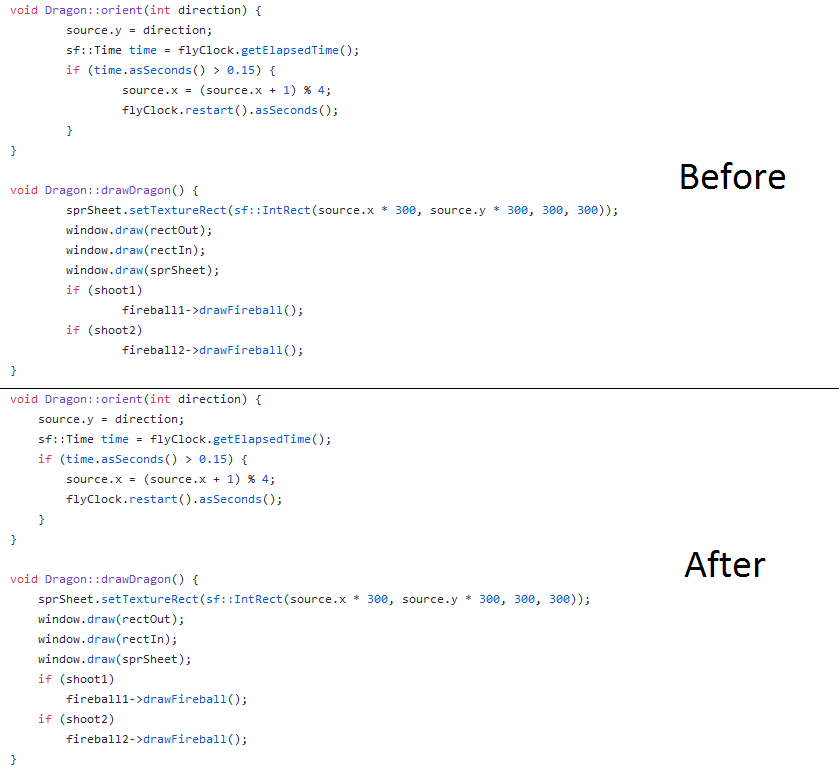 void Dragon::orient(int direction) {
        source.y = direction;
        sf::Time time = flyClock.getElapsedTime();
        if (time.asSeconds() > 0.15) {
                source.x = (source.x + 1) % 4;
                flyClock.restart().asSeconds();
        }
}

void Dragon::drawDragon() {
        sprSheet.setTextureRect(sf::IntRect(source.x * 300, source.y * 300, 300, 300));
        window.draw(rectOut);
        window.draw(rectIn);
        window.draw(sprSheet);
        if (shoot1)
                fireball1->drawFireball();
        if (shoot2)
                fireball2->drawFireball();
}
Before
void Dragon::orient(int direction) {
    source.y = direction;
    sf::Time time = flyClock.getElapsedTime();
    if (time.asSeconds() > 0.15) {
        source.x = (source.x + 1) % 4;
        flyClock.restart().asSeconds();
    }
}

void Dragon::drawDragon() {
    sprSheet.setTextureRect(sf::IntRect(source.x * 300, source.y * 300, 300, 300));
    window.draw(rectOut);
    window.draw(rectIn);
    window.draw(sprSheet);
    if (shoot1)
        fireball1->drawFireball();
    if (shoot2)
        fireball2->drawFireball();
}
After